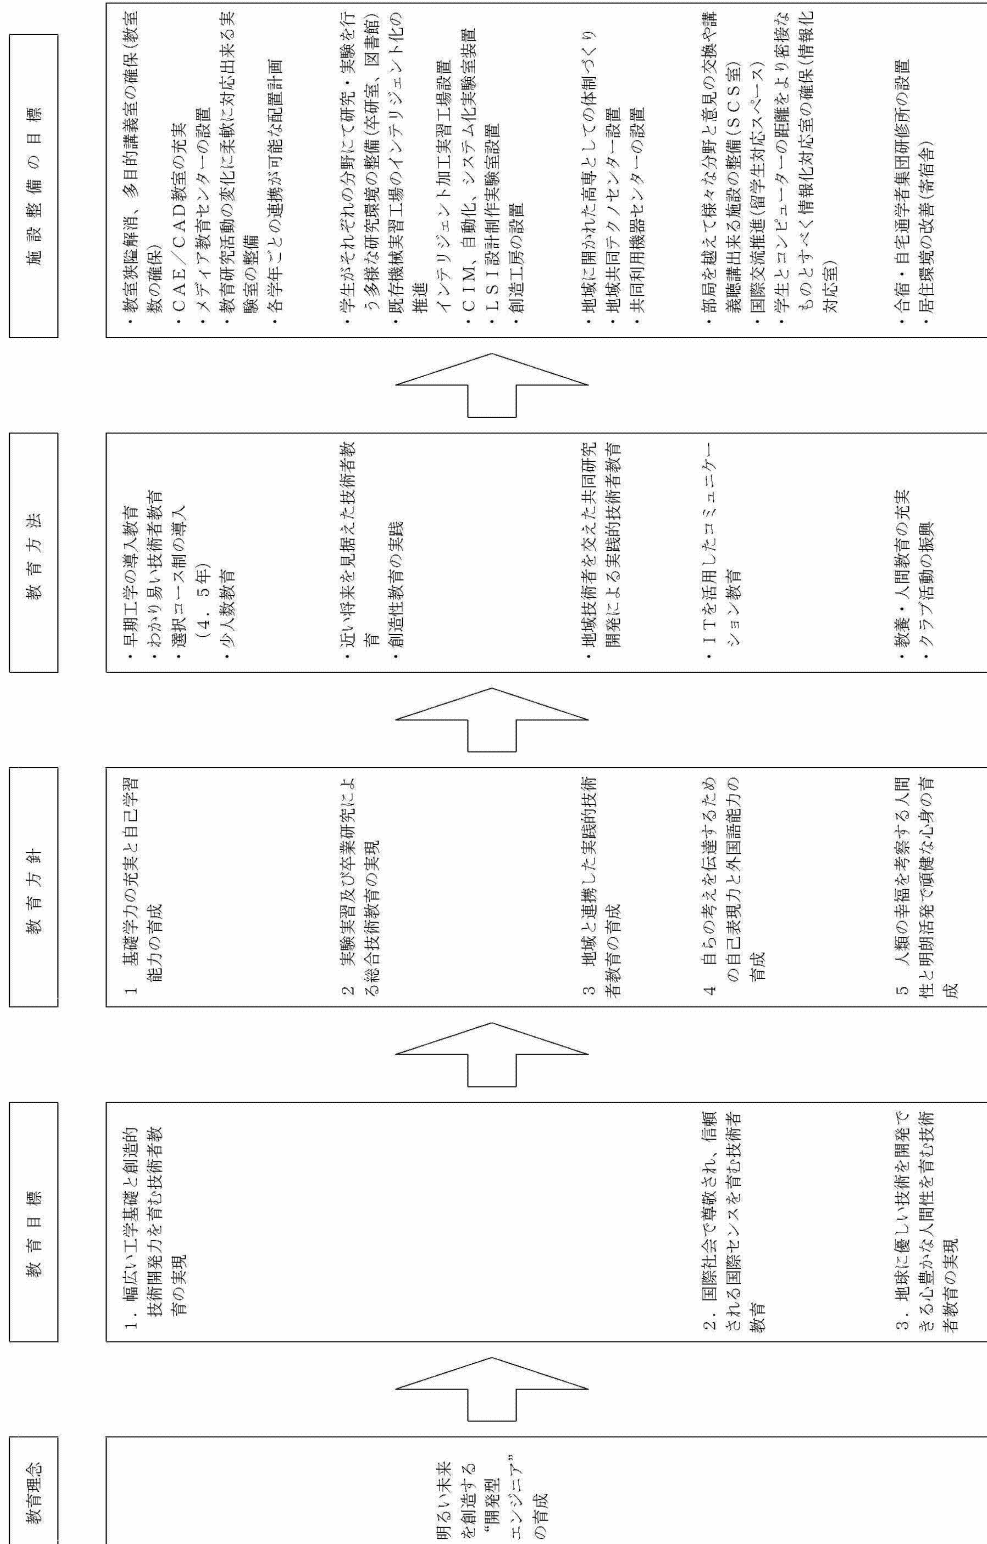 教育理念
明るい未来
を創造する
“開発型
エンジニア”
の育成
教育目標
1．幅広い工学基礎と創造的
技術開発力を育む技術者教
育の実現
2．国際社会で尊敬され、信頼
される国際センスを育む技術者
教育
3．地球に優しい技術を開発で
きる心豊かな人間性を育む技術
者教育の実現
教育方針
1　基礎学力の充実と自己学習
能力の育成
2　実験実習及び卒業研究によ
る総合技術教育の実現
3　地域と連携した実践的技術
者教育の育成
4　自らの考えを伝達するため
の自己表現力と外国語能力の
育成
5　人類の幸福を考察する人間
性と明朗活発で頑健な心身の育
成
教育方法
・早期工学の導入教育
・わかり易い技術者教育
・選択コース制の導入
（4．5年）
・少人数教育
・近い将来を見据えた技術者教
育
・創造性教育の実践
・地域技術者を交えた共同研究
開発による実践的技術者教育
・ITを活用したコミュニケー
ション教育
・教養・人間教育の充実
・クラブ活動の振興
施設整備の目標
・教室狭隘解消、多目的講義室の確保(教室
数の確保)
・CAE／CAD教室の充実
・メディア教育センターの設置
・教育研究活動の変化に柔軟に対応出来る実
験室の整備
・各学年ごとの連携が可能な配置計画
・学生がそれぞれの分野にて研究・実験を行
う多様な研究環境の整備(卒研室、図書館)
・既存機械実習工場のインテリジェント化の
推進
インテリジェント加工実習工場設置
・CIM、自動化、システム化実験室装置
・LSI設計制作実験室設置
・創造工房の設置
・地域に開かれた高専としての体制づくり
・地域共同テクノセンター設置
・共同利用機器センターの設置
・部局を越えて様々な分野と意見の交換や講
義聴講出来る施設の整備(SCS室)
・国際交流推進(留学生対応スペース)
・学生とコンピューターの距離をより密接な
ものとすべく情報化対応室の確保(情報化
対応室)
・合宿・自宅通学者集団研修所の設置
・居住環境の改善(寄宿舎)